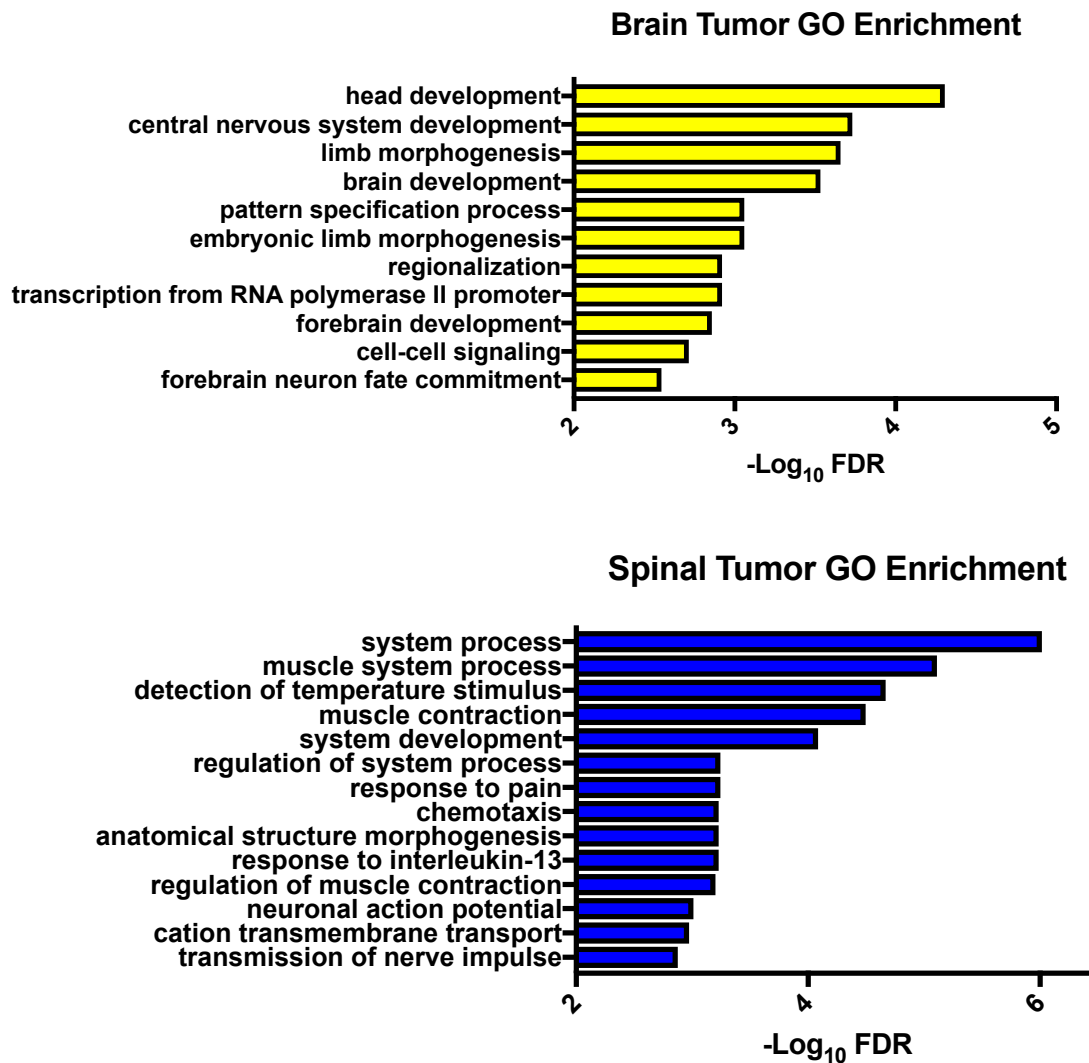 Brain Tumor GO Enrichment
head development
central nervous system development
limb morphogenesis
brain development
pattern specification process
embryonic limb morphogenesis
regionalization
transcription from RNA polymerase II promoter
forebrain development
cell-cell signaling
forebrain neuron fate commitment
2 3 4 5
-Log10 FDR
Spinal Tumor GO Enrichment
system process
muscle system process
detection of temperature stimulus
muscle contraction
system development
regulation of system process
response to pain
chemotaxis
anatomical structure morphogenesis
response to interleukin-13
regulation of muscle contraction
neuronal action potential
cation transmembrane transport
transmission of nerve impulse
2 4 6
-Log10 FDR